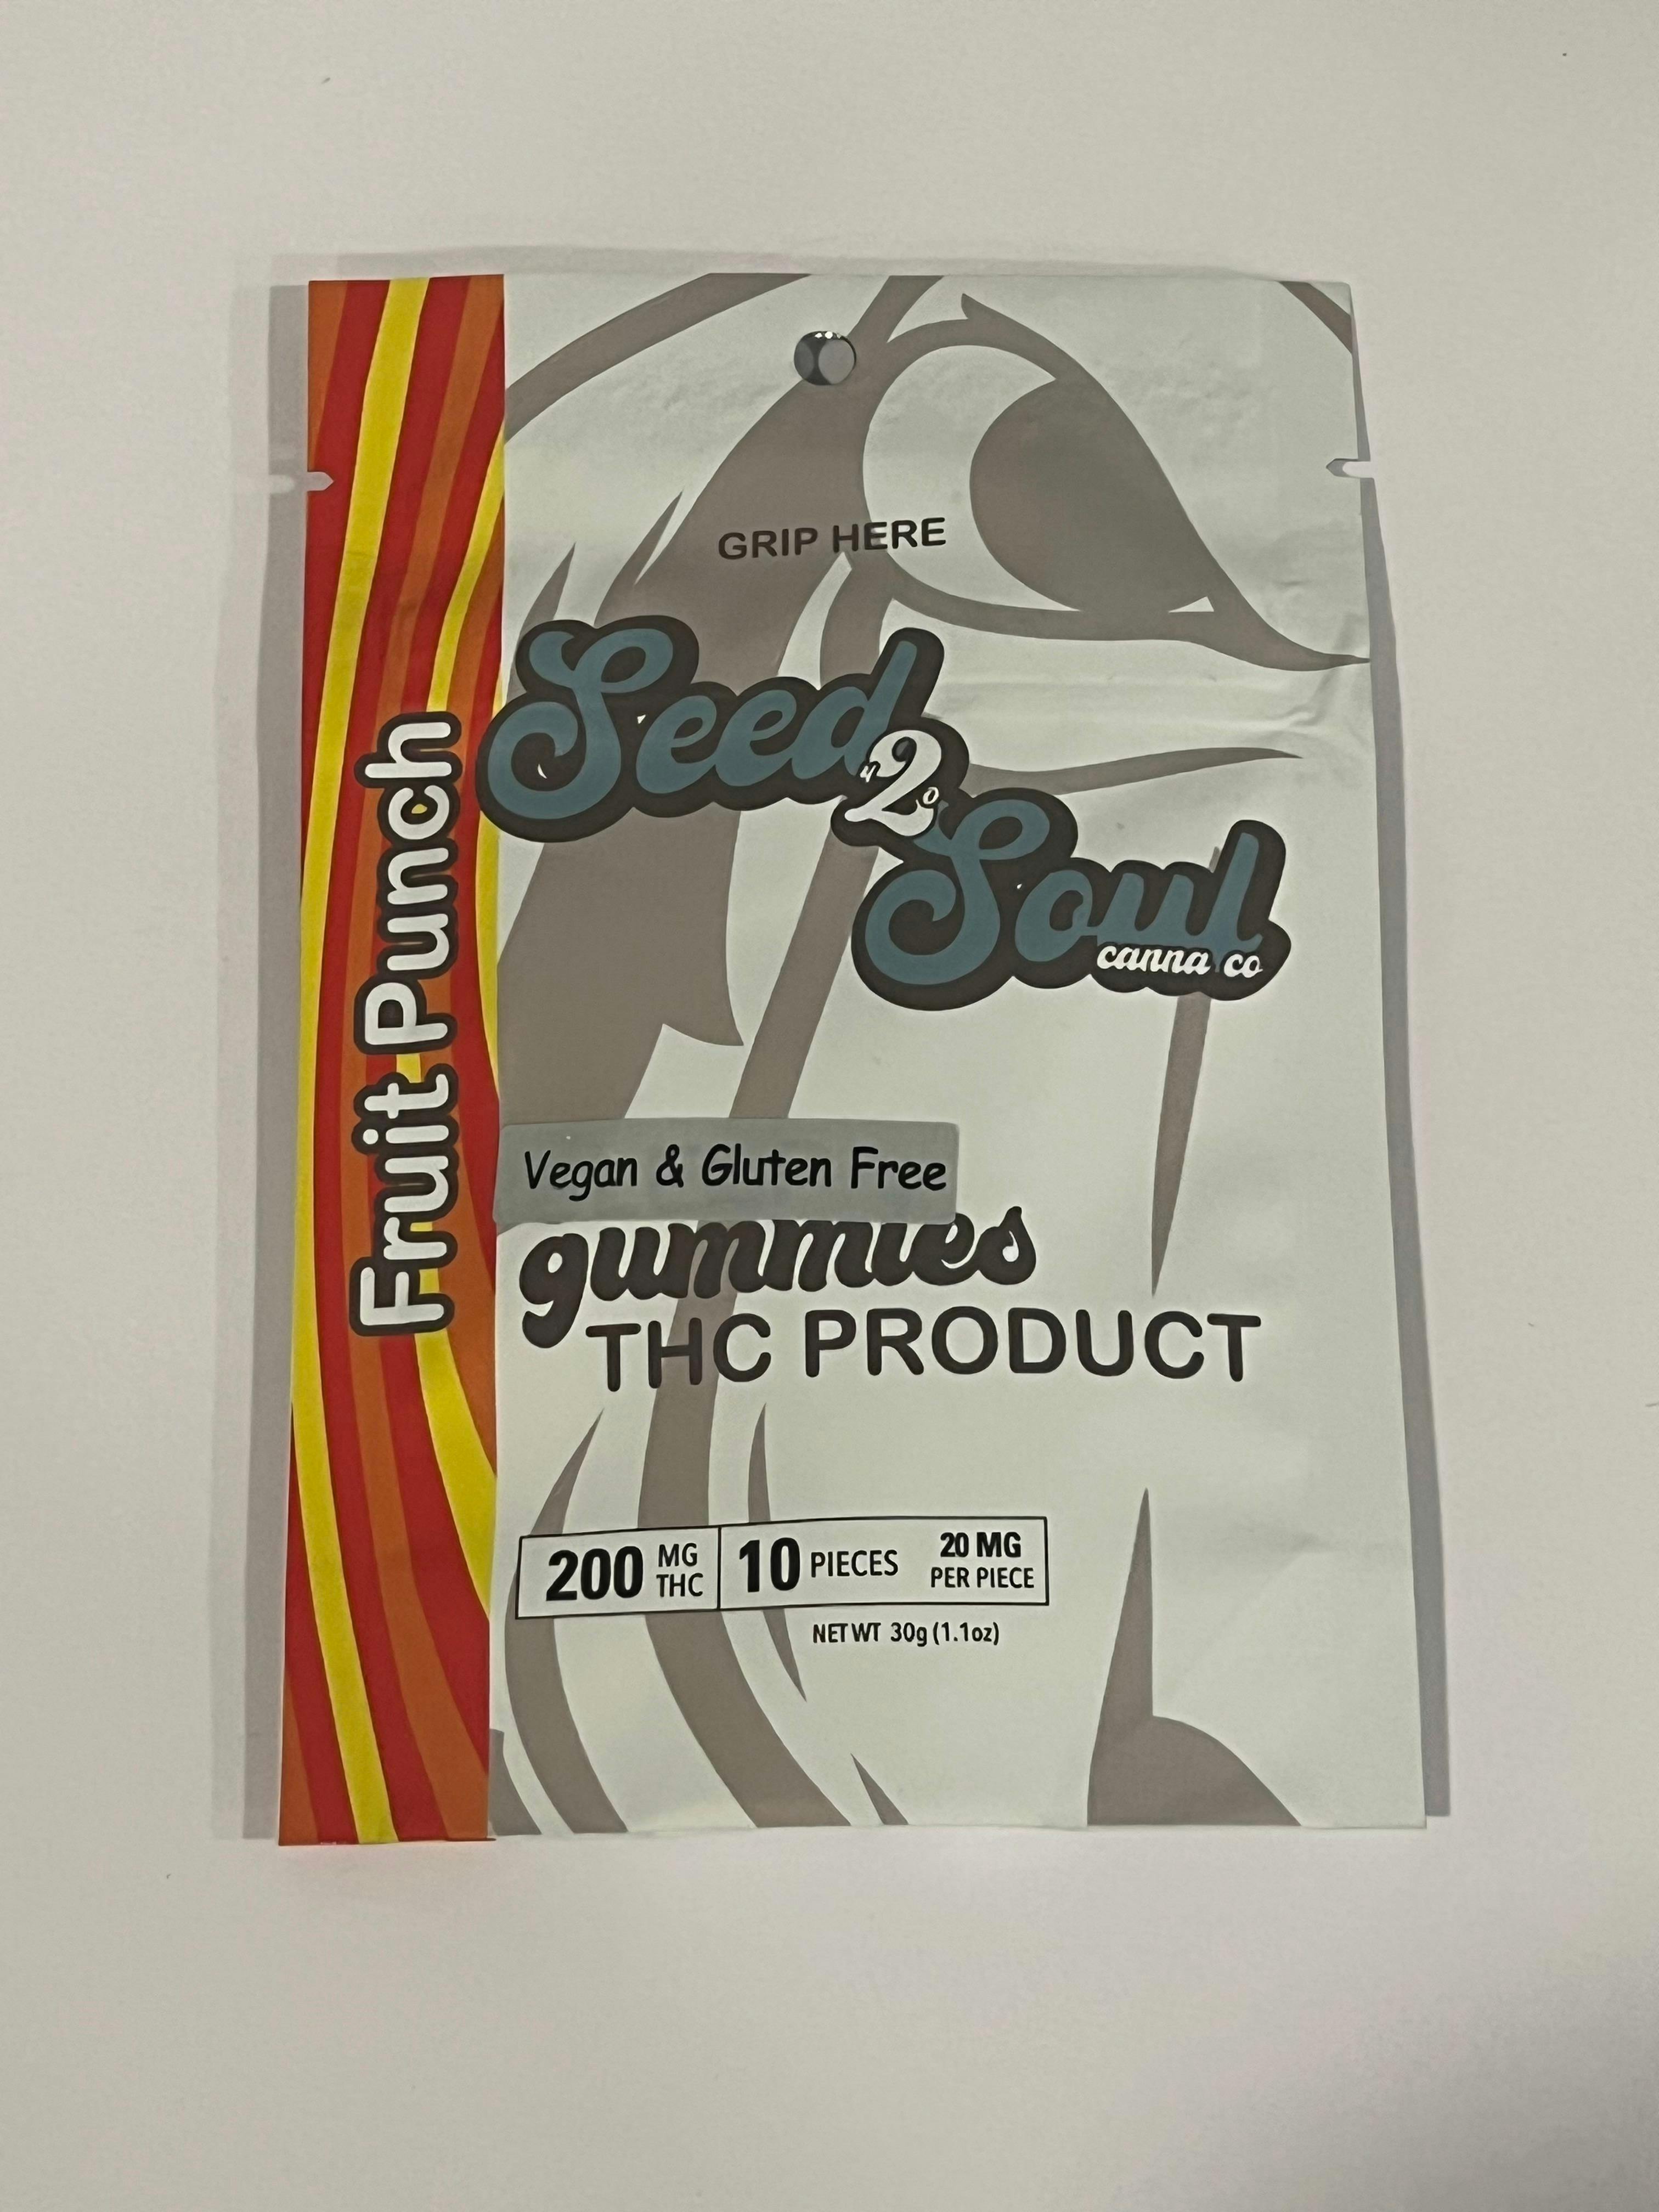 GRIP HERE
Seed
2
Soul
canna co
Fruit Punch
Vegan & Gluten Free
gummies
THC PRODUCT
200 MG THC 10 PIECES 20 MG PER PIECE
NET WT 30g (1.1oz)